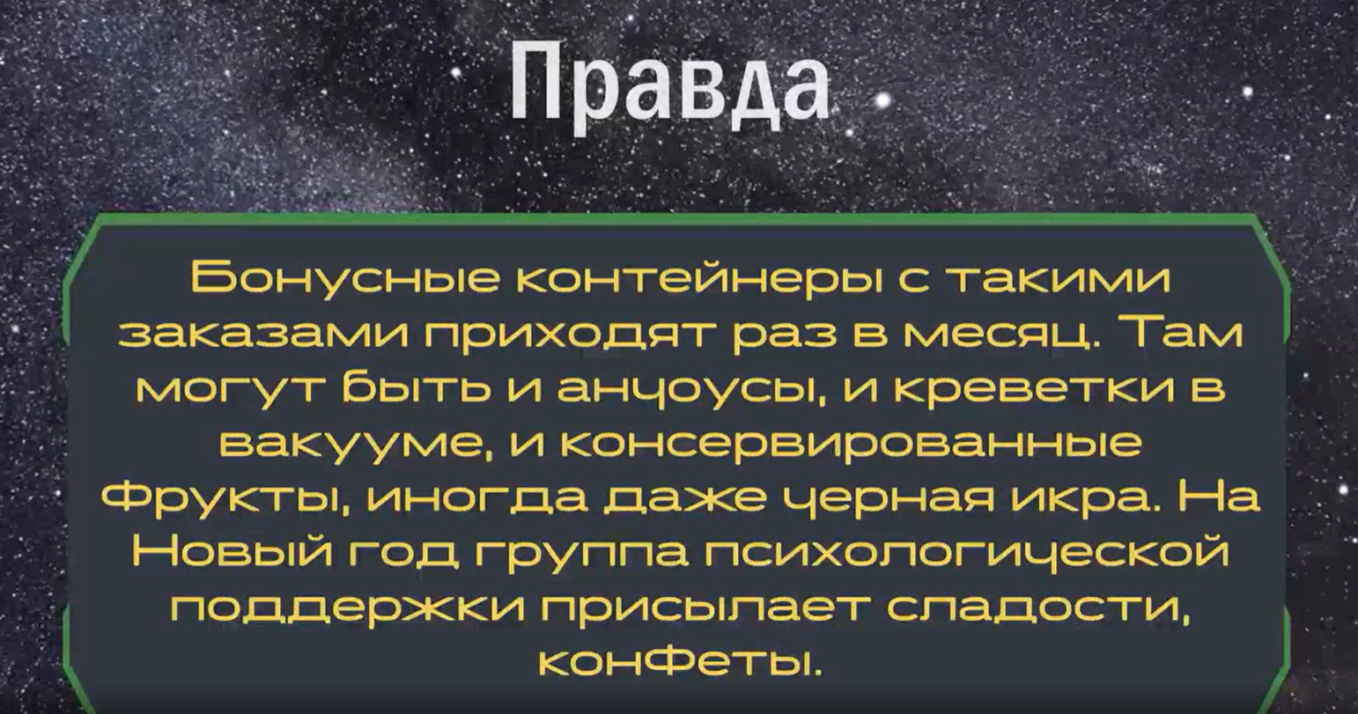 Правда
Бонусные контейнеры с такими
заказами приходят раз в месяц. Там
могут быть и анчоусы, и креветки в
вакууме, и консервированные
фрукты, иногда даже черная икра. На
Новый год группа психологической
поддержки присылает сладости,
конфеты.